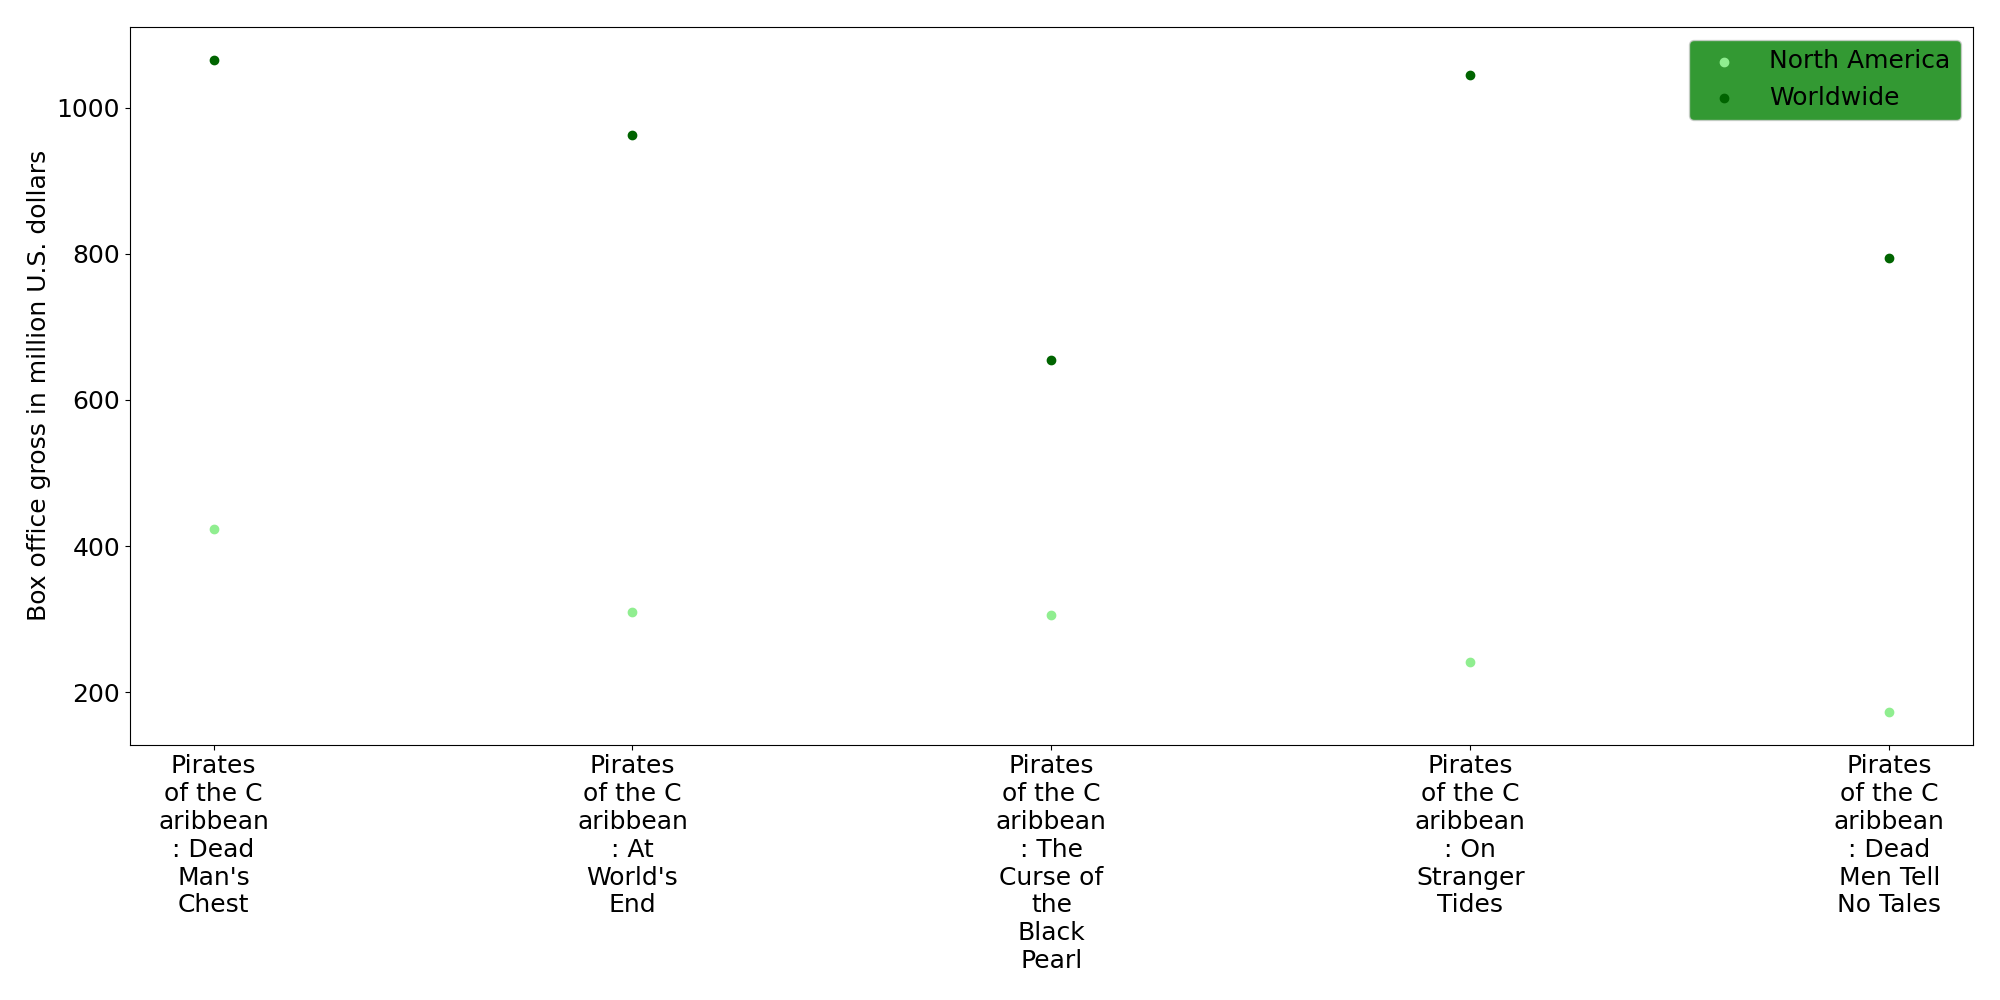 North America
Worldwide
Box office gross in million U.S. dollars
1000
800
600
400
200
Pirates
of the C
aribbean
: Dead
Man's
Chest
Pirates
of the C
aribbean
: At
World's
End
Pirates
of the C
aribbean
: The
Curse of
the
Black
Pearl
Pirates
of the C
aribbean
: On
Stranger
Tides
Pirates
of the C
aribbean
: Dead
Men Tell
No Tales